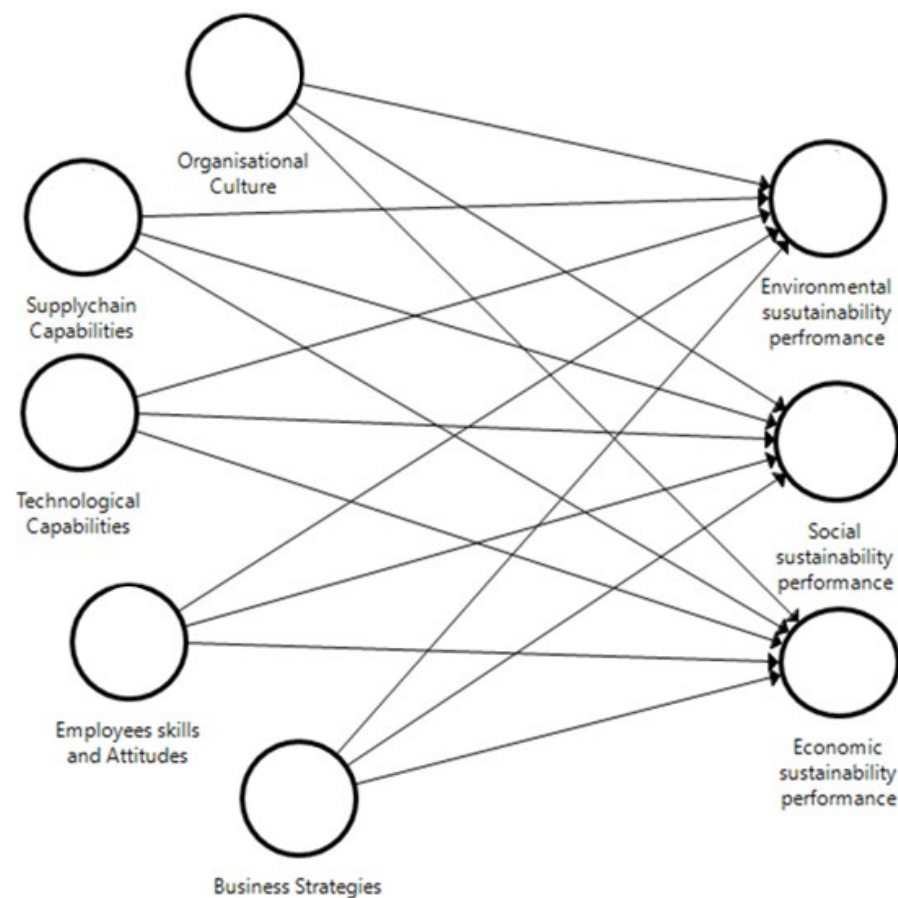 Organisational
Culture
Supplychain
Capabilities
Technological
Capabilities
Employees skills
and Attitudes
Business Strategies
Environmental
susutainability
perfromance
Social
sustainability
performance
Economic
sustainability
performance